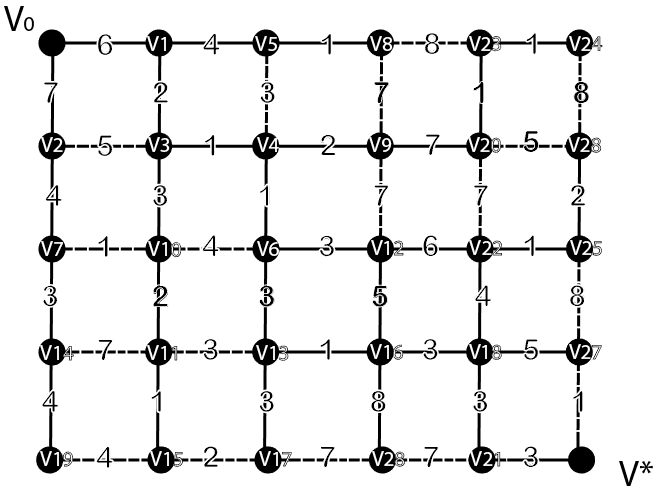 V₀
6 4 1 8 1
V1 V5 V8 V23 V24
7 2 3 7 1 8
V2 5 V3 1 V4 2 V9 7 V20 5 V28
4 3 1 7 7 2
V7 1 V10 4 V6 3 V12 6 V22 1 V25
3 2 3 5 4 8
V14 7 V11 3 V13 1 V16 3 V18 5 V27
4 1 3 8 3 1
V19 4 V15 2 V17 7 V28 7 V21 3
V*